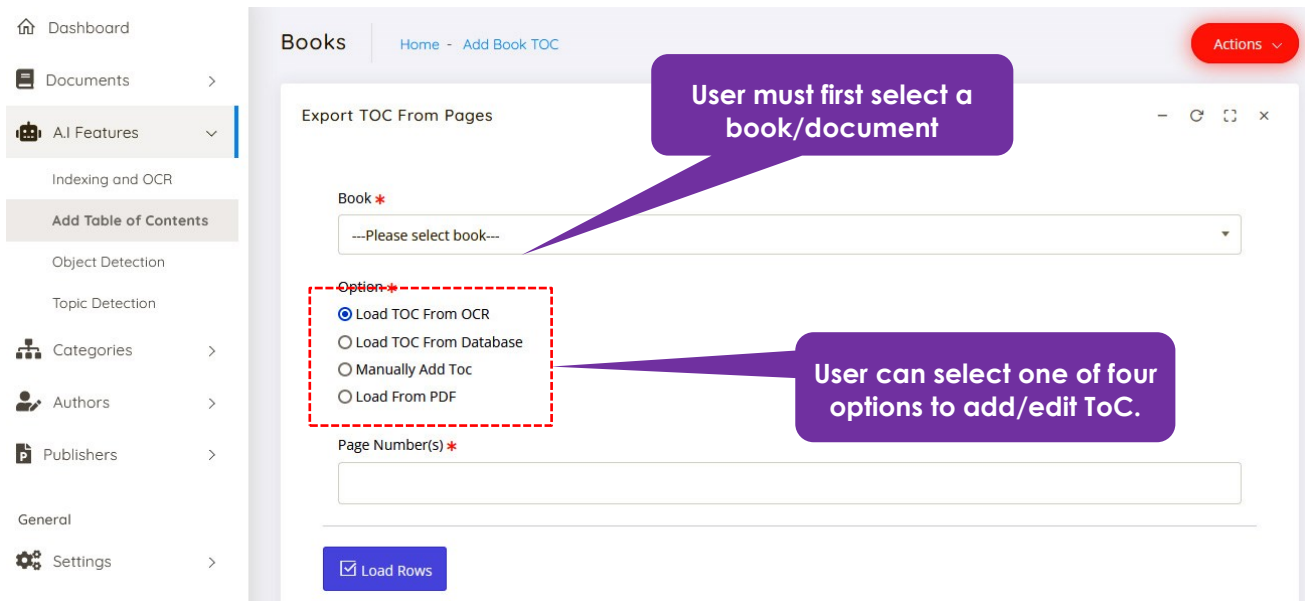 Dashboard
Documents
A.I Features
Indexing and OCR
Add Table of Contents
Object Detection
Topic Detection
Categories
Authors
Publishers
General
Settings
Books
Home - Add Book TOC
Actions
Export TOC From Pages
User must first select a
book/document
Book *
---Please select book---
Option *
Load TOC From OCR
Load TOC From Database
Manually Add Toc
Load From PDF
User can select one of four
options to add/edit ToC.
Page Number(s) *
Load Rows